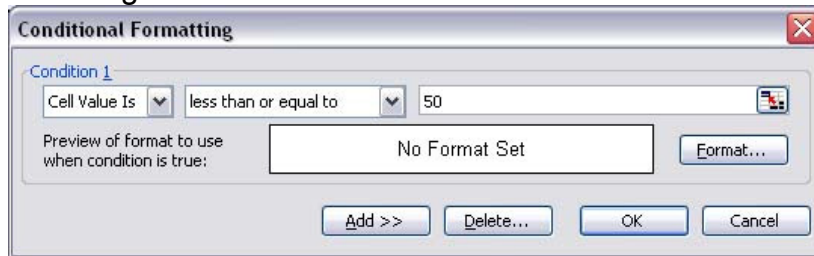 Conditional Formatting
Condition 1
Cell Value Is less than or equal to 50
Preview of format to use
when condition is true:
No Format Set
Format...
Add >> Delete... OK Cancel